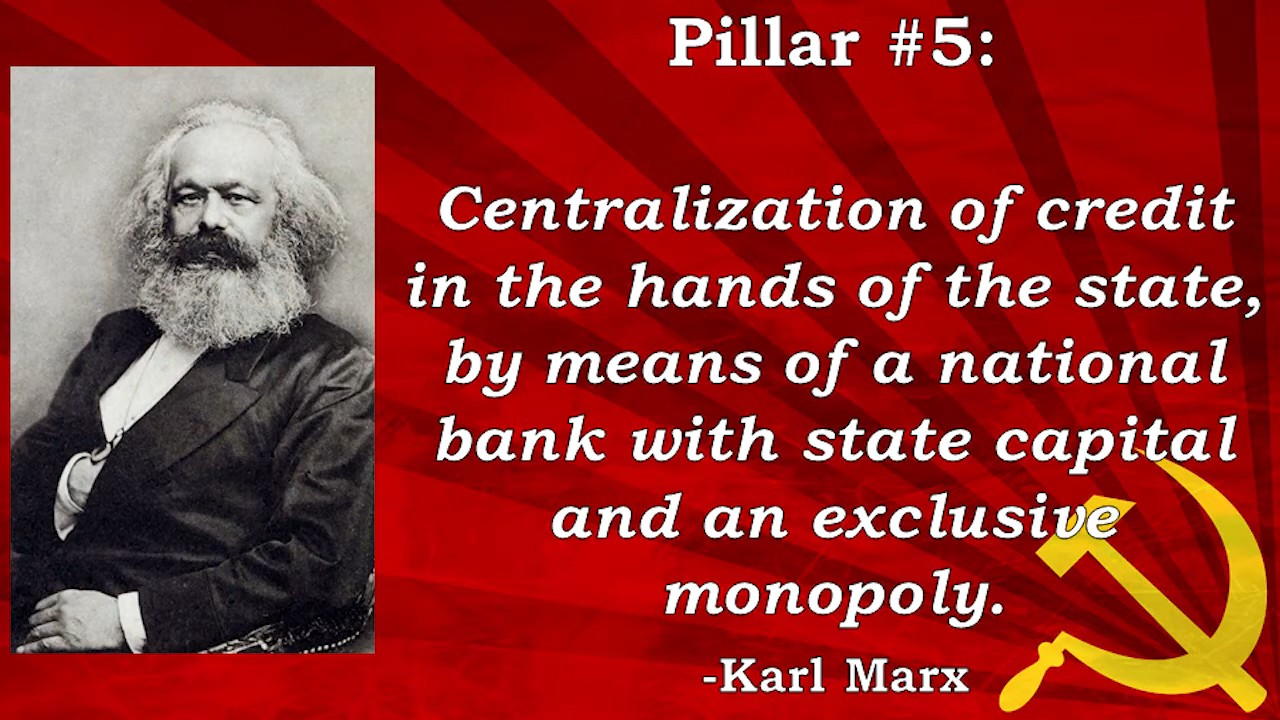 Pillar #5:
Centralization of credit
in the hands of the state,
by means of a national
bank with state capital
and an exclusive
monopoly.
-Karl Marx